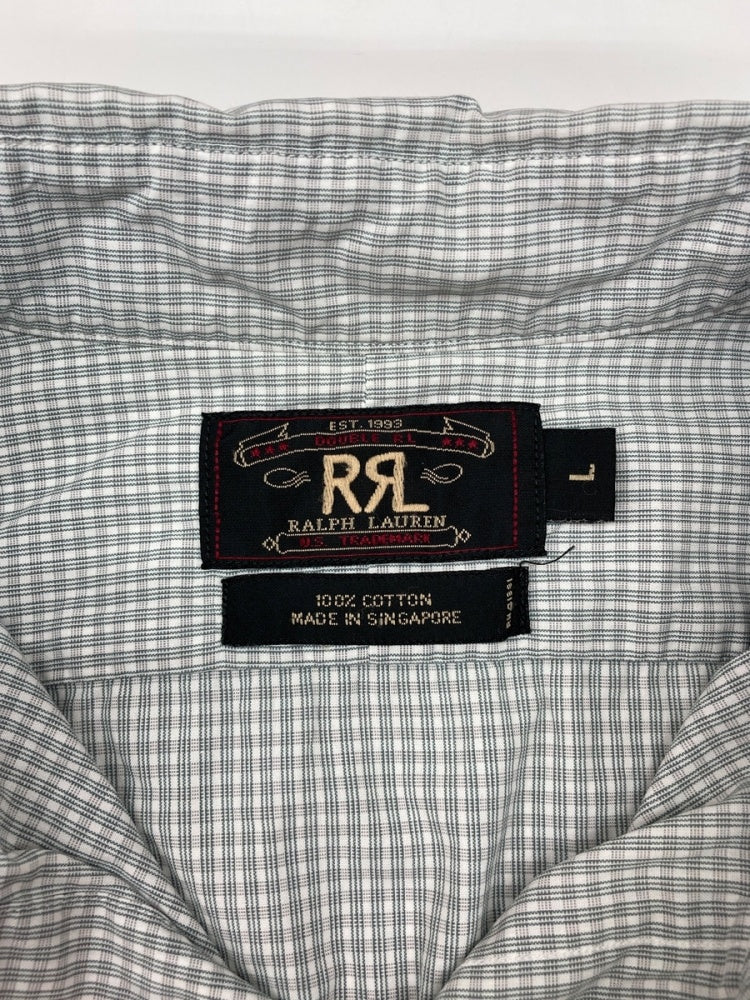 EST. 1993
★★★ DOUBLE RL ★★★
RRL
RALPH LAUREN
U.S. TRADEMARK
L
100% COTTON
MADE IN SINGAPORE